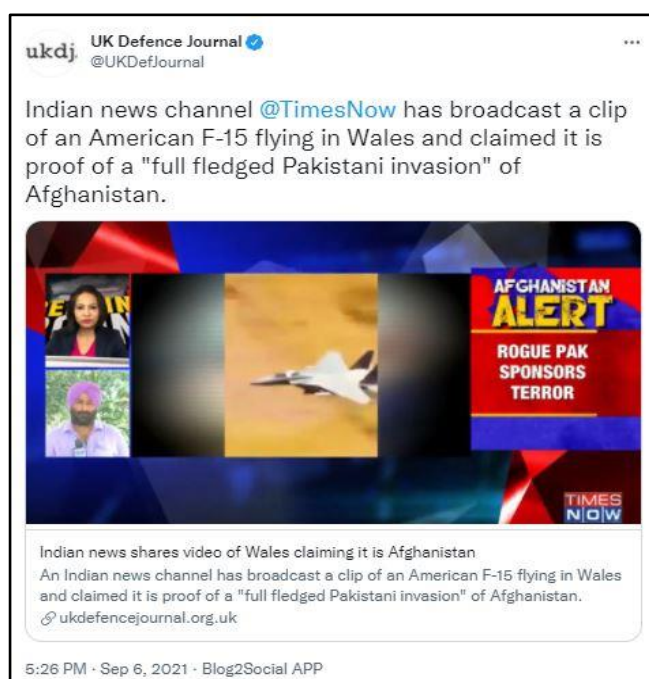 ukdj.
UK Defence Journal
@UKDefJournal
Indian news channel @TimesNow has broadcast a clip
of an American F-15 flying in Wales and claimed it is
proof of a "full fledged Pakistani invasion" of
Afghanistan.
AFGHANISTAN
ALERT
ROGUE PAK
SPONSORS
TERROR
TIMES
NOW
Indian news shares video of Wales claiming it is Afghanistan
An Indian news channel has broadcast a clip of an American F-15 flying in Wales
and claimed it is proof of a "full fledged Pakistani invasion" of Afghanistan.
ukdefencejournal.org.uk
5:26 PM · Sep 6, 2021 · Blog2Social APP